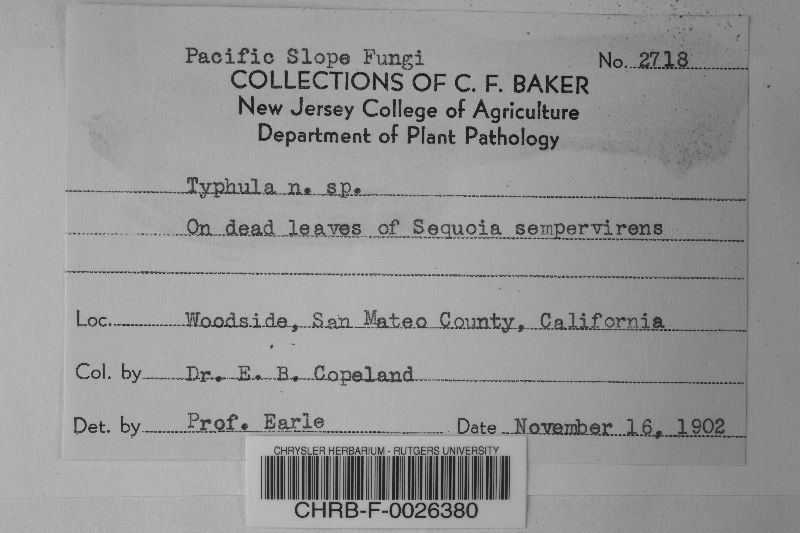 Pacific Slope Fungi No. 2718
COLLECTIONS OF C. F. BAKER
New Jersey College of Agriculture
Department of Plant Pathology
Typhula n. sp.
On dead leaves of Sequoia sempervirens
Loc. Woodside, San Mateo County, California
Col. by Dr. E. B. Copeland
Det. by Prof. Earle Date November 16, 1902
CHRYSLER HERBARIUM - RUTGERS UNIVERSITY
CHRB-F-0026380